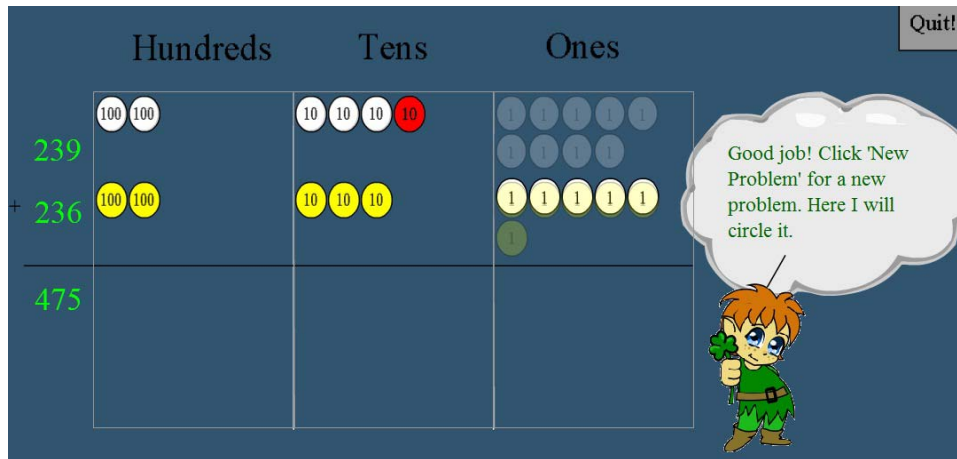 Quit!
Hundreds Tens Ones
100 100 10 10 10 10 1 1 1 1 1
239 1 1 1 1
+ 236 100 100 10 10 10 1 1 1 1 1
1
475
Good job! Click 'New
Problem' for a new
problem. Here I will
circle it.